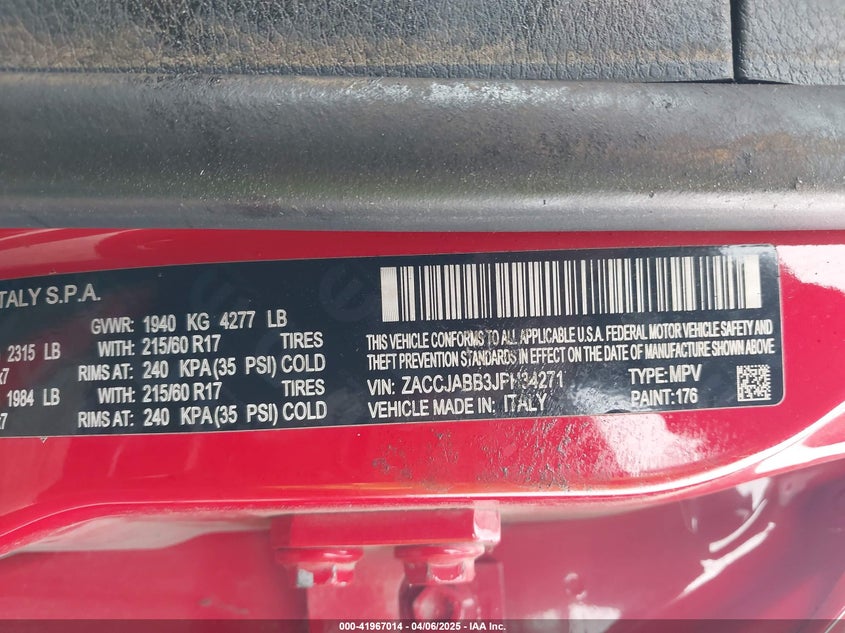 ITALY S.P.A.
GVWR: 1940 KG 4277 LB
2315 LB WITH: 215/60 R17 TIRES
RIMS AT: 240 KPA(35 PSI) COLD
1984 LB WITH: 215/60 R17 TIRES
RIMS AT: 240 KPA(35 PSI) COLD
THIS VEHICLE CONFORMS TO ALL APPLICABLE U.S.A. FEDERAL MOTOR VEHICLE SAFETY AND
THEFT PREVENTION STANDARDS IN EFFECT ON THE DATE OF MANUFACTURE SHOWN ABOVE.
VIN: ZACCJABB3JPH34271 TYPE: MPV
VEHICLE MADE IN: ITALY PAINT: 176
000-41967014 - 04/06/2025 - IAA Inc.